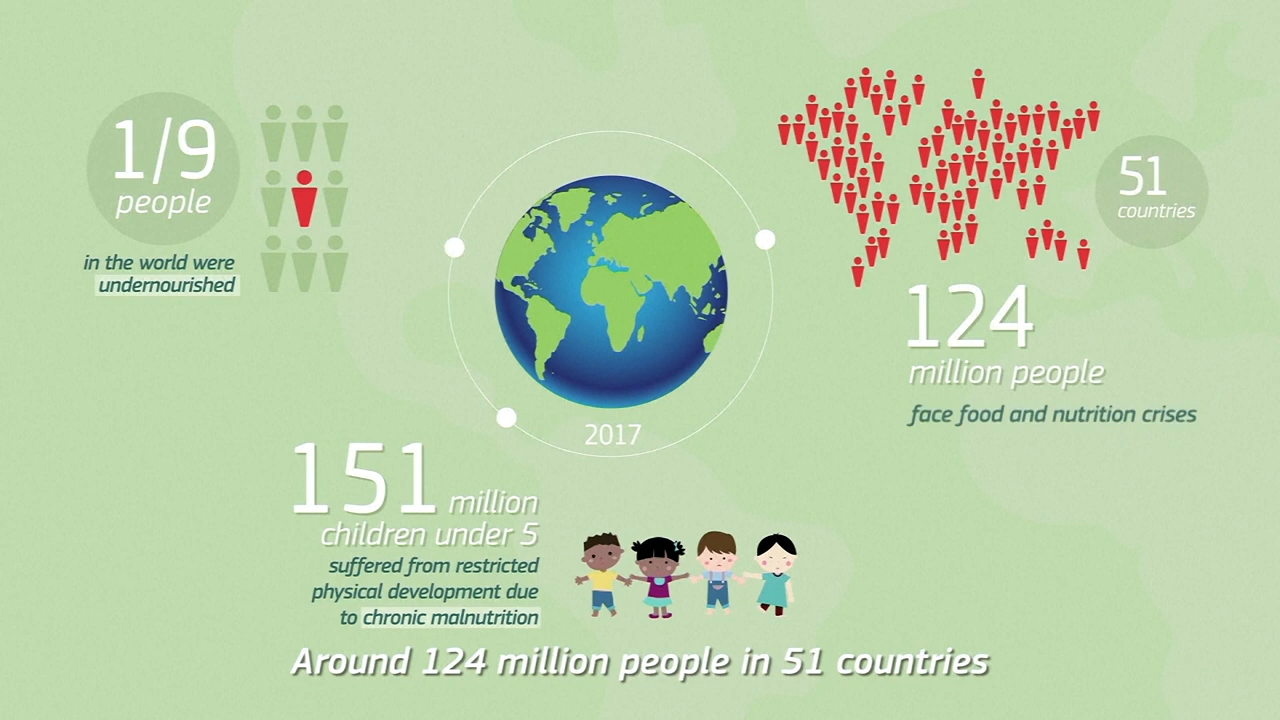 1/9
people
in the world were
undernourished
51
countries
124
million people
face food and nutrition crises
2017
151 million
children under 5
suffered from restricted
physical development due
to chronic malnutrition
Around 124 million people in 51 countries